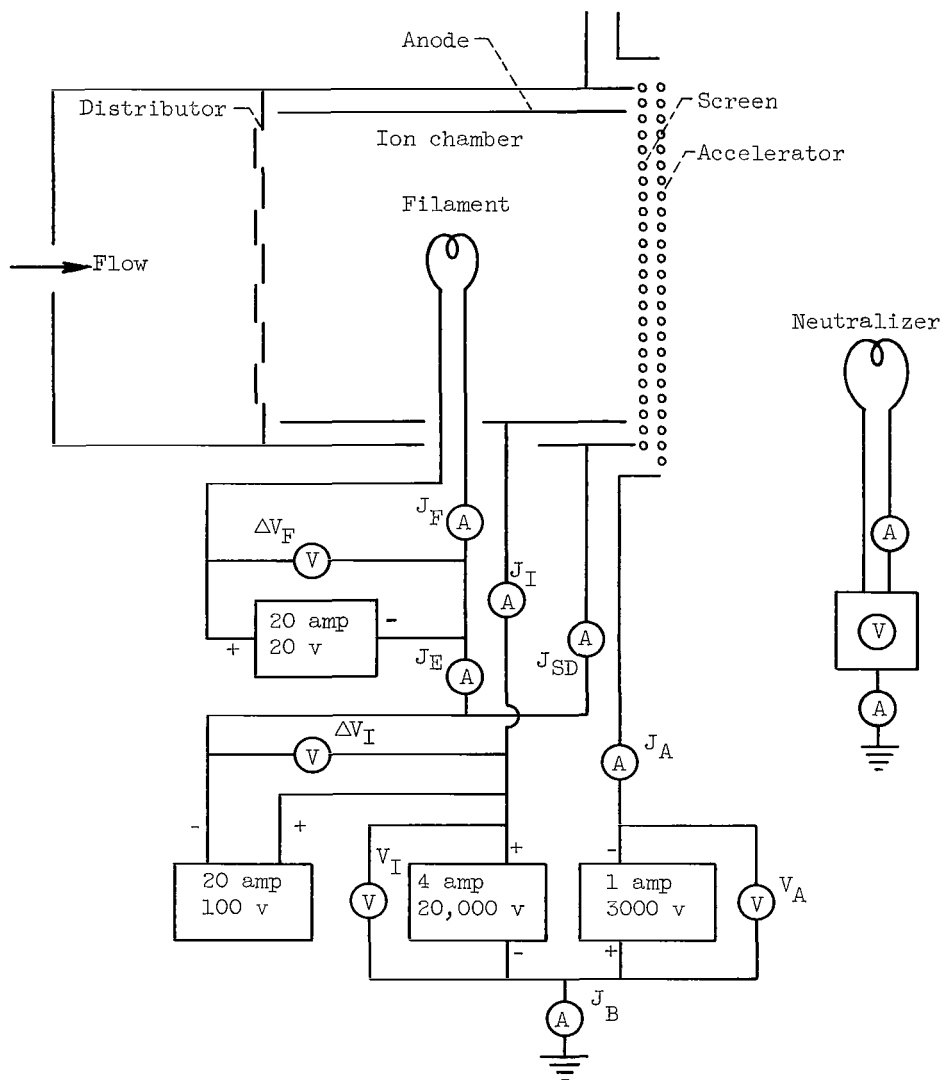 Anode
Distributor
Screen
Ion chamber
Accelerator
Filament
Flow
Neutralizer
J_F
A
ΔV_F
V
J_I
A
A
20 amp
20 v
+
-
J_E
A
J_SD
A
V
A
ΔV_I
V
J_A
A
-
+
V_I
+
-
20 amp
100 v
V
4 amp
20,000 v
1 amp
3000 v
V
V_A
-
+
J_B
A